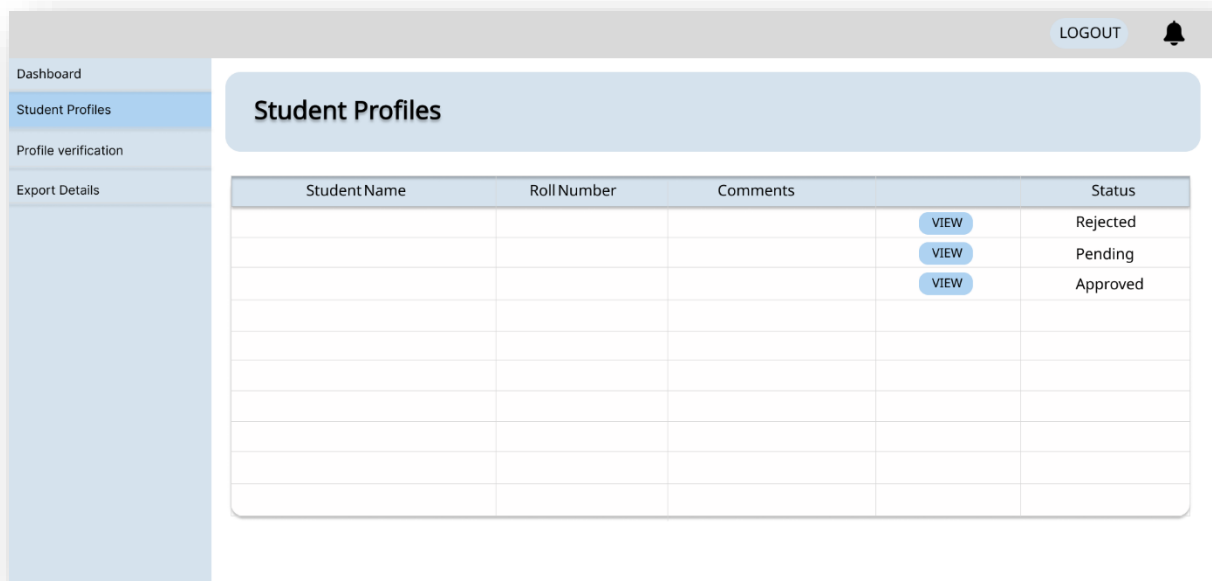 LOGOUT
Dashboard
Student Profiles
Profile verification
Export Details
Student Profiles
Student Name Roll Number Comments Status
VIEW Rejected
VIEW Pending
VIEW Approved